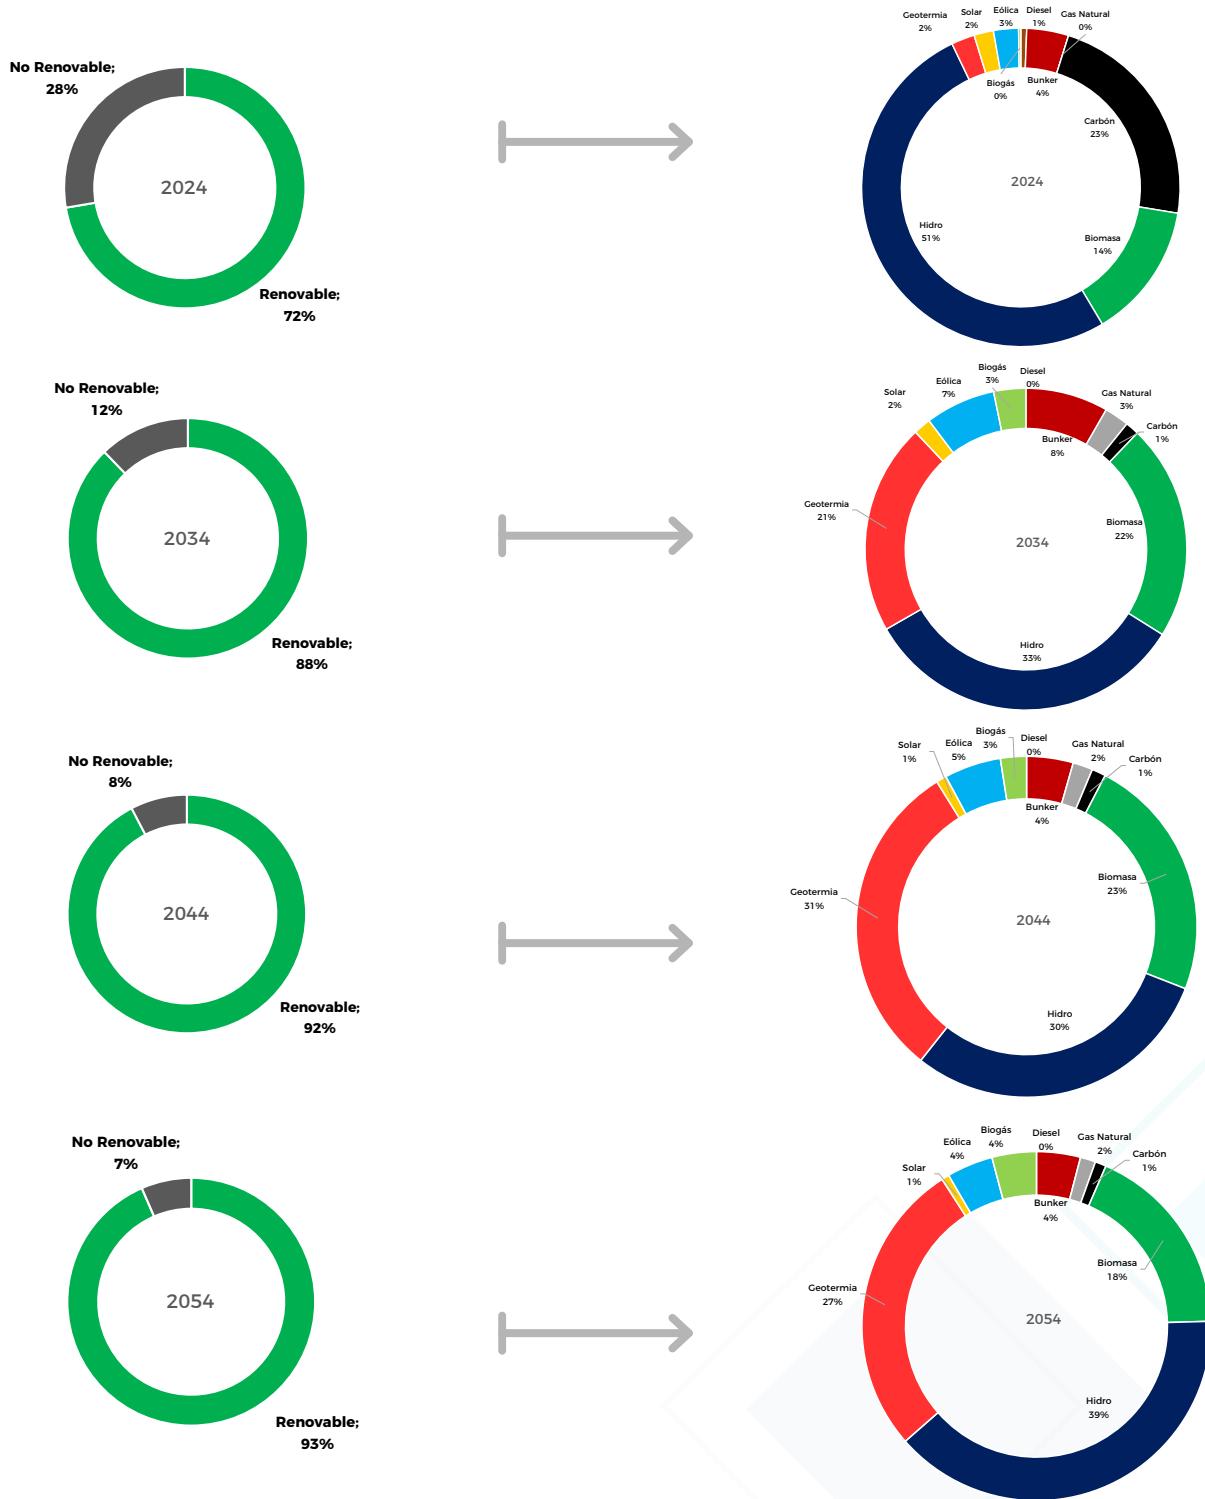 No Renovable;
28%
2024
Renovable;
72%
Geotermia
2%
Solar
2%
Eólica
3%
Diesel
1%
Gas Natural
0%
Biogás
0%
Bunker
4%
Carbón
23%
2024
Hidro
51%
Biomasa
14%
No Renovable;
12%
2034
Renovable;
88%
Solar
2%
Eólica
7%
Biogás
3%
Diesel
0%
Gas Natural
3%
Carbón
1%
Bunker
8%
Geotermia
21%
Biomasa
22%
2034
Hidro
33%
No Renovable;
8%
2044
Renovable;
92%
Solar
1%
Eólica
5%
Biogás
3%
Diesel
0%
Gas Natural
2%
Carbón
1%
Bunker
4%
Geotermia
31%
Biomasa
23%
2044
Hidro
30%
No Renovable;
7%
2054
Renovable;
93%
Solar
1%
Eólica
4%
Biogás
4%
Diesel
0%
Gas Natural
2%
Carbón
1%
Bunker
4%
Geotermia
27%
Biomasa
18%
2054
Hidro
39%